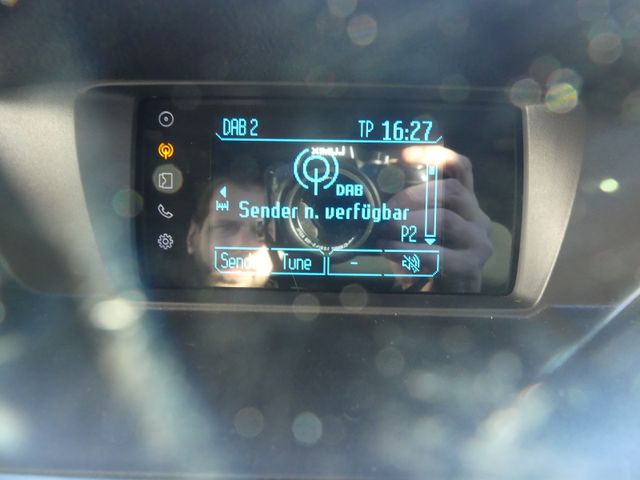 DAB 2 TP 16:27
DAB
Sender n. verfügbar
P2
Tune -